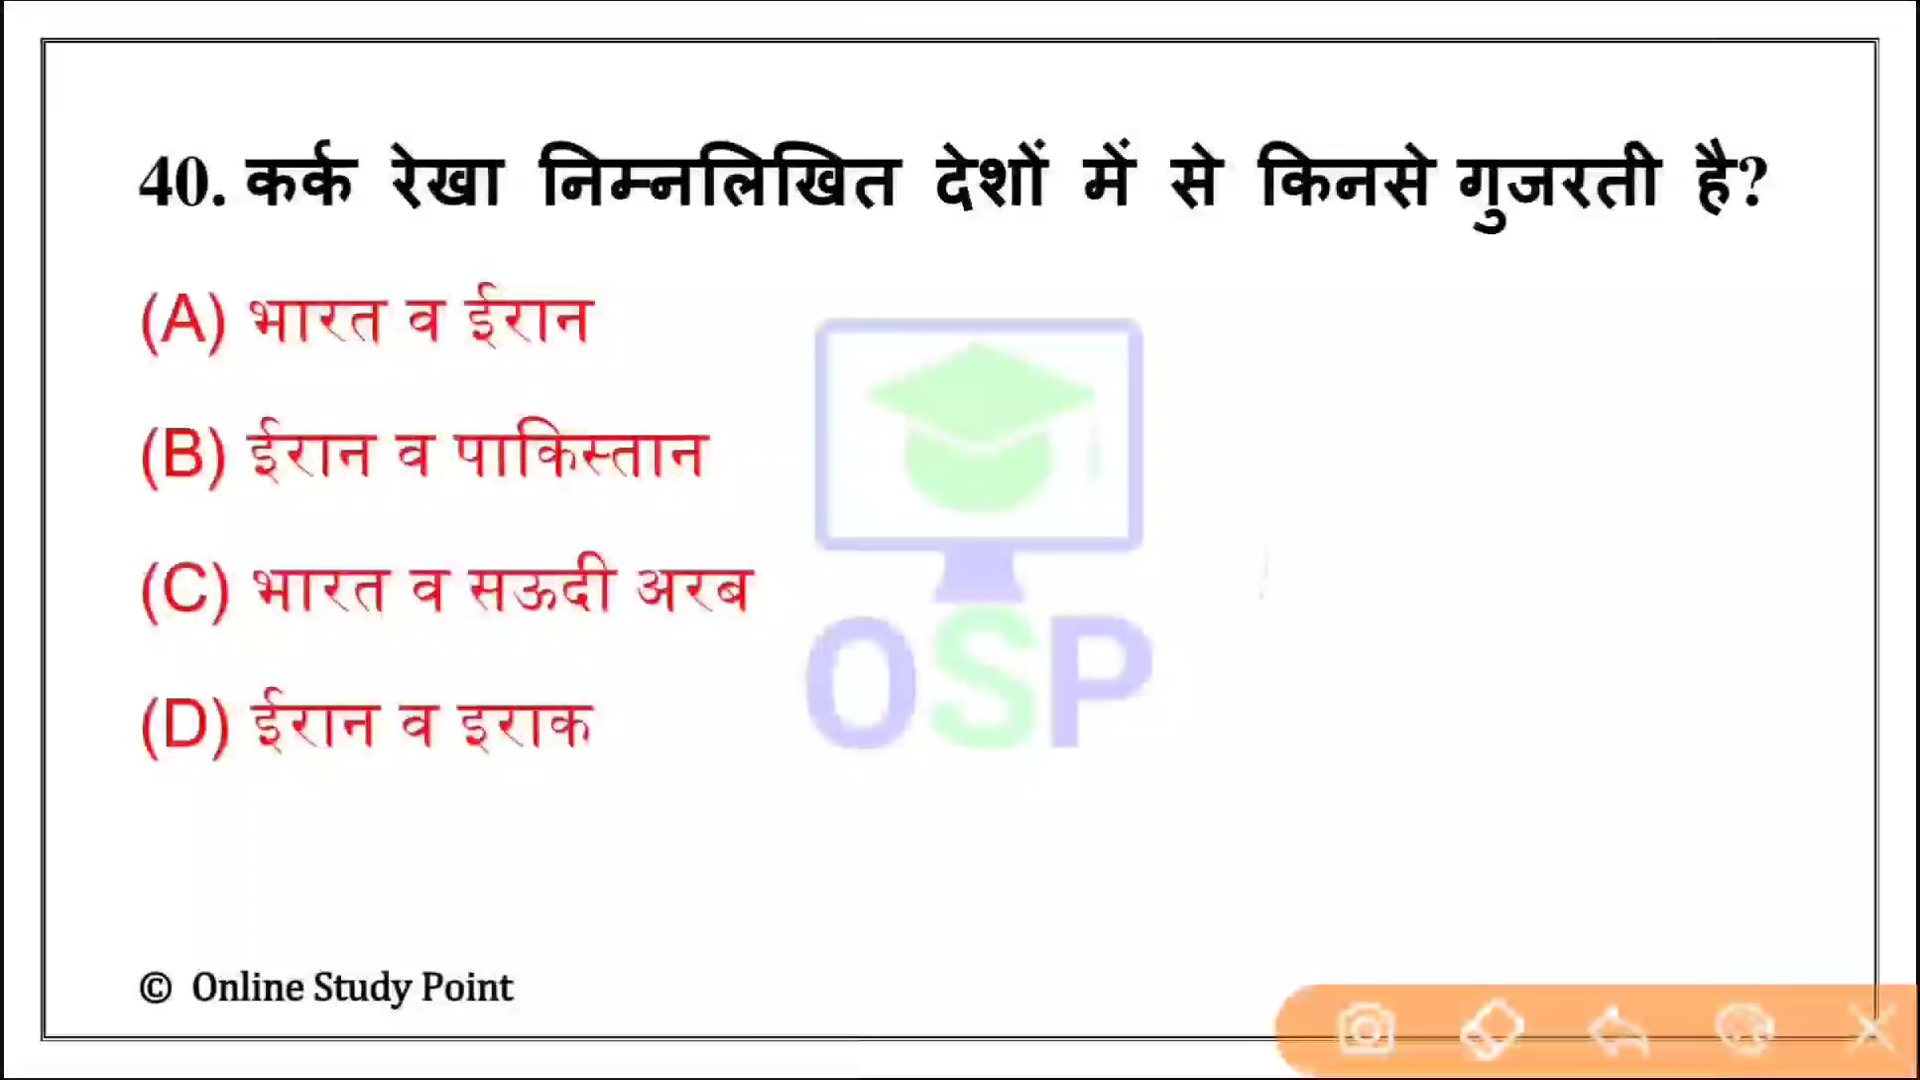 40. कर्क रेखा निम्नलिखित देशों में से किनसे गुजरती है?
(A) भारत व ईरान
(B) ईरान व पाकिस्तान
(C) भारत व सऊदी अरब
(D) ईरान व इराक
OSP
© Online Study Point